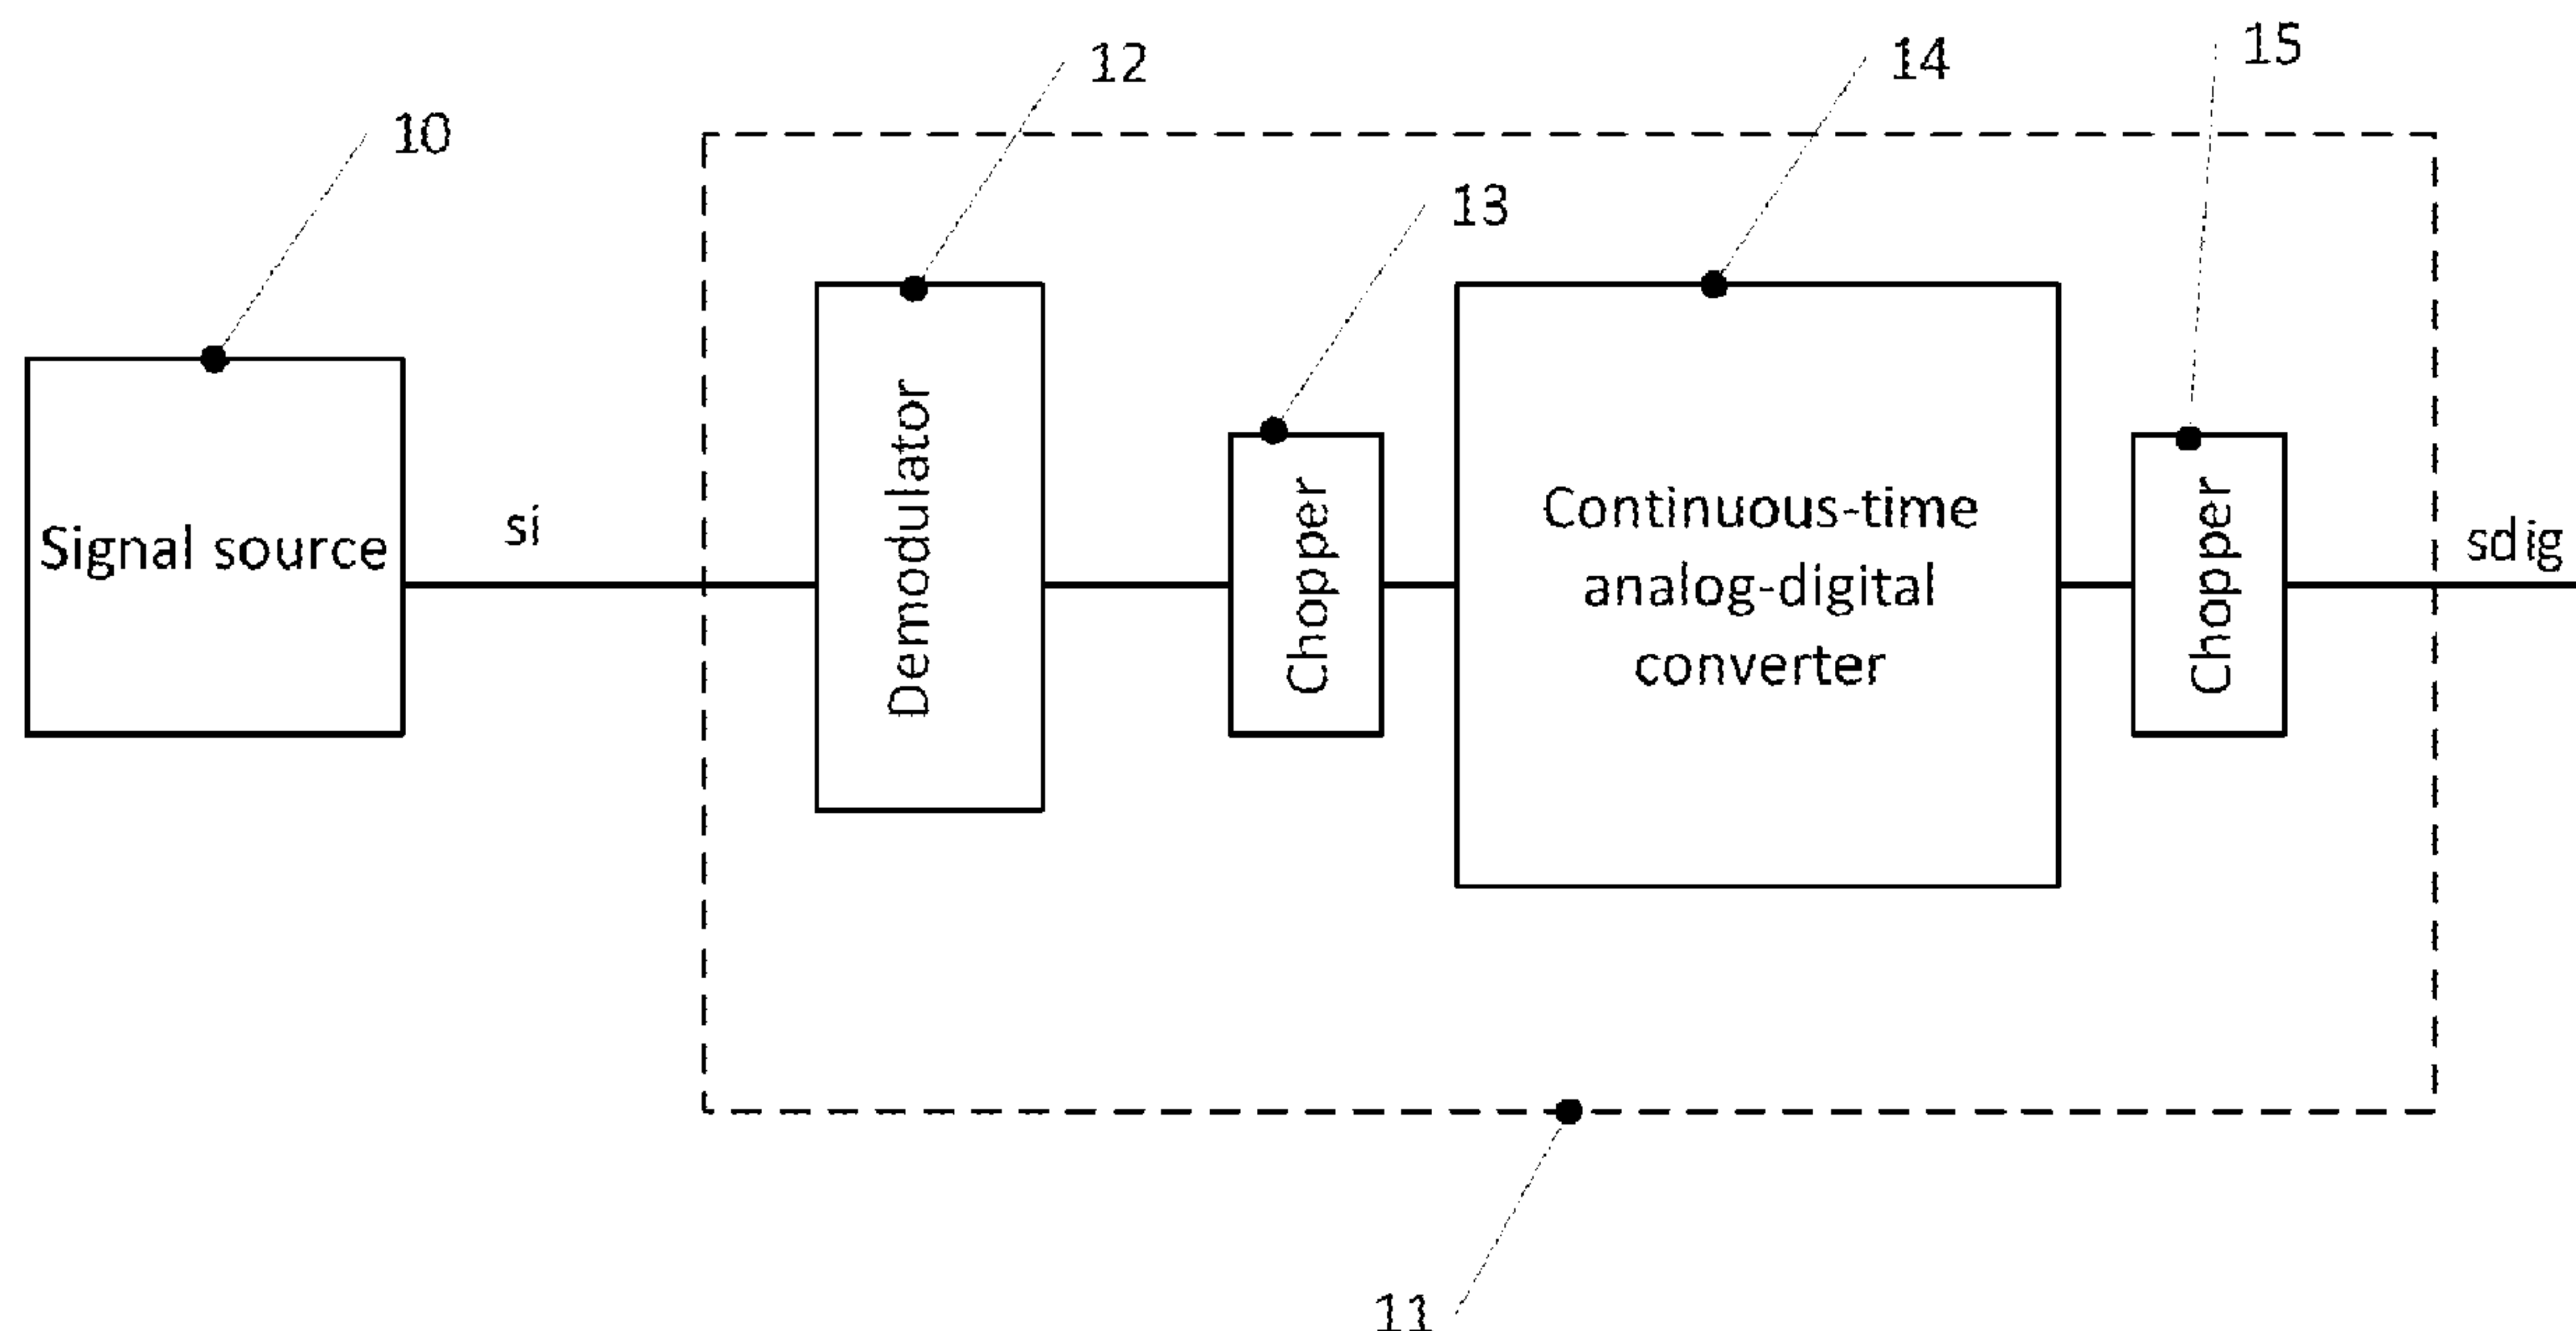 10
12
14
15
13
Signal source
si
Demodulator
Chopper
Continuous-time
analog-digital
converter
Chopper
sdig
11